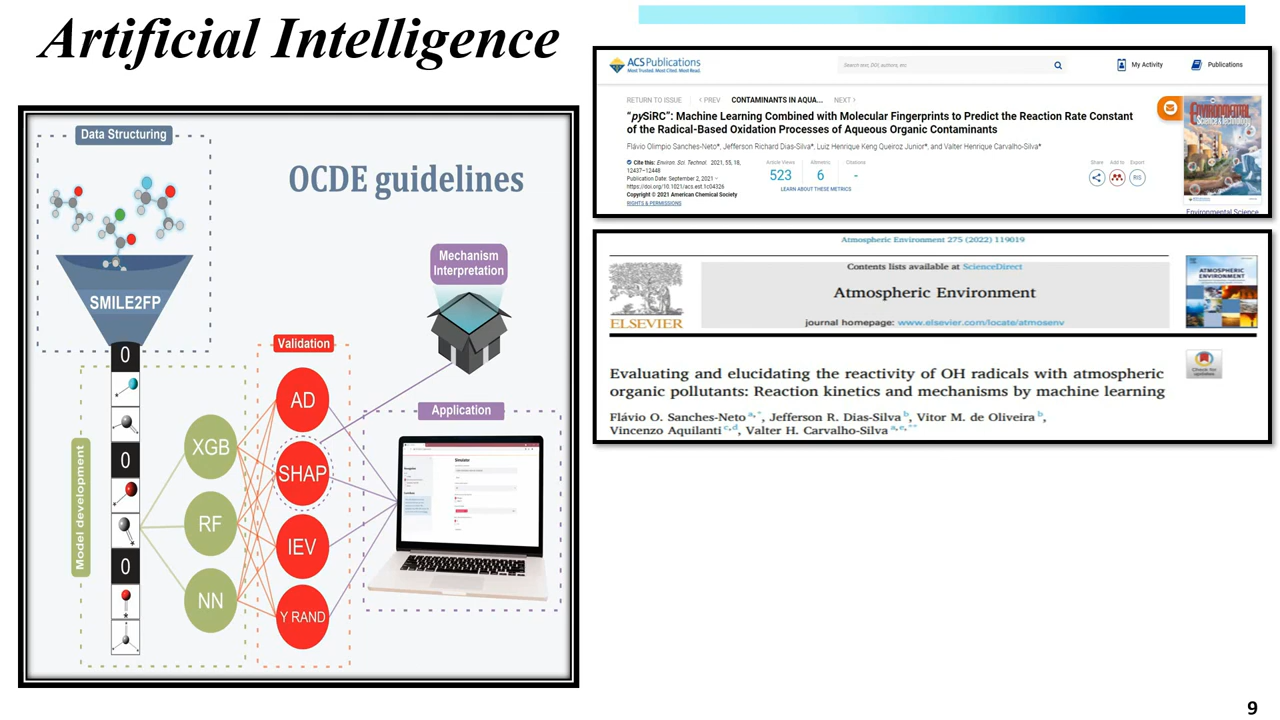 Artificial Intelligence
Data Structuring
OCDE guidelines
SMILE2FP
0
0
0
Model development
XGB
RF
NN
Validation
AD
SHAP
IEV
Y RAND
Mechanism
Interpretation
Application
Simulator
ACS Publications
Most Trusted. Most Cited. Most Read.
Search text, DOI, authors, etc.
My Activity
Publications
RETURN TO ISSUE
< PREV
CONTAMINANTS IN AQUA...
NEXT >
“pySiRC”: Machine Learning Combined with Molecular Fingerprints to Predict the Reaction Rate Constant
of the Radical-Based Oxidation Processes of Aqueous Organic Contaminants
Flávio Olimpio Sanches-Neto*, Jefferson Richard Dias-Silva, Luiz Henrique Keng Queiroz Junior*, and Valter Henrique Carvalho-Silva*
Cite this: Environ. Sci. Technol. 2021, 55, 18,
12437–12448
Publication Date: September 2, 2021
https://doi.org/10.1021/acs.est.1c04326
Copyright © 2021 American Chemical Society
RIGHTS & PERMISSIONS
Article Views
523
Altmetric
6
Citations
-
LEARN ABOUT THESE METRICS
Share
Add to
Export
RIS
Environmental Science
Atmospheric Environment 275 (2022) 119019
Contents lists available at ScienceDirect
Atmospheric Environment
journal homepage: www.elsevier.com/locate/atmosenv
ELSEVIER
ATMOSPHERIC
ENVIRONMENT
Check for
updates
Evaluating and elucidating the reactivity of OH radicals with atmospheric
organic pollutants: Reaction kinetics and mechanisms by machine learning
Flávio O. Sanches-Neto a,*, Jefferson R. Dias-Silva b, Vitor M. de Oliveira b,
Vincenzo Aquilanti c,d, Valter H. Carvalho-Silva a,e,**
9